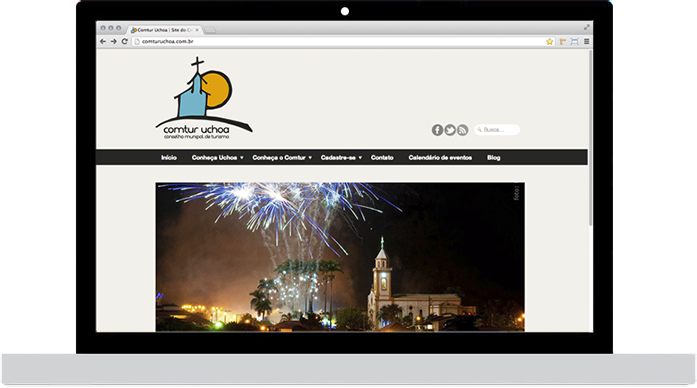 Comtur Uchoa | Site do Co
comturuchoa.com.br
comtur uchoa
conselho municipal de turismo
Busca...
Início Conheça Uchoa Conheça o Comtur Cadastre-se Contato Calendário de eventos Blog